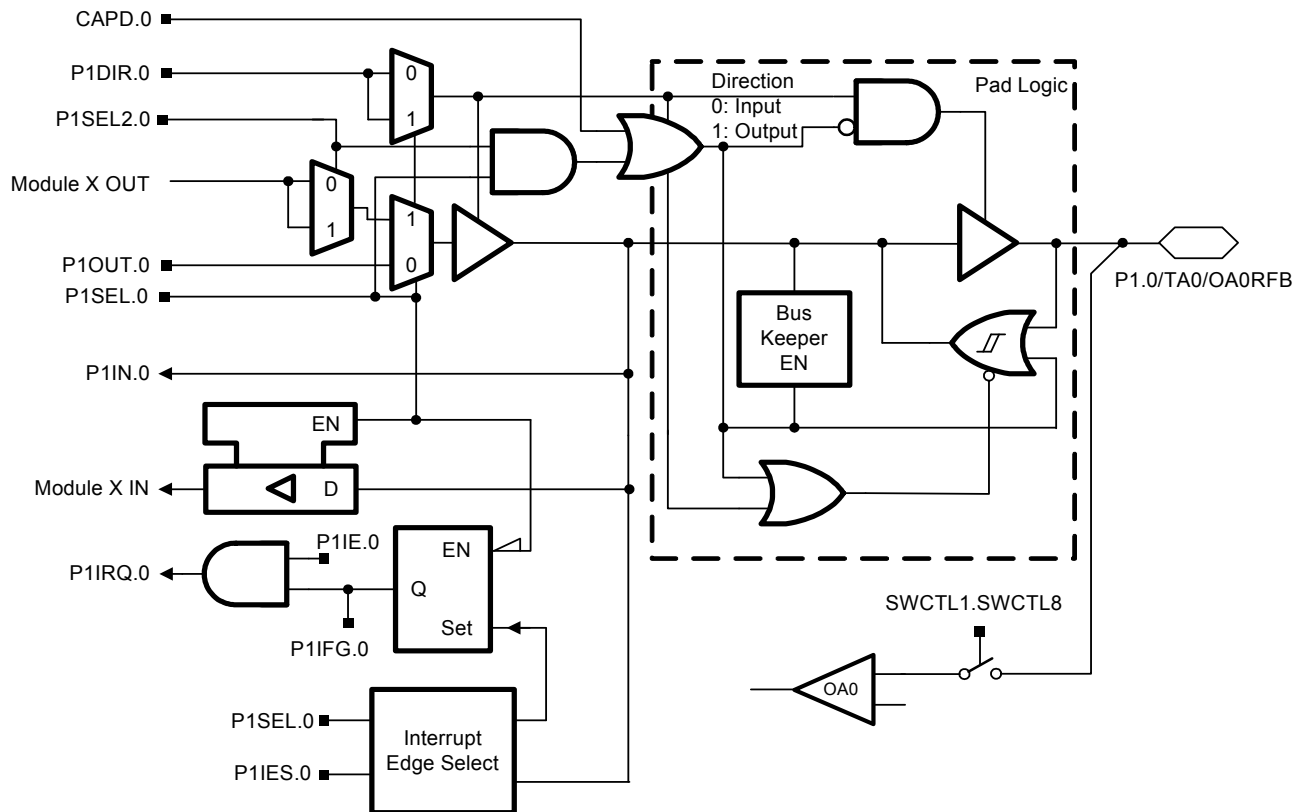 CAPD.0
P1DIR.0
0
1
P1SEL2.0
Module X OUT
0
1
1
0
P1OUT.0
P1SEL.0
Direction
0: Input
1: Output
Pad Logic
Bus
Keeper
EN
P1.0/TA0/OA0RFB
P1IN.0
EN
D
Module X IN
P1IE.0
P1IRQ.0
P1IFG.0
EN
Q
Set
SWCTL1.SWCTL8
OA0
P1SEL.0
P1IES.0
Interrupt
Edge Select